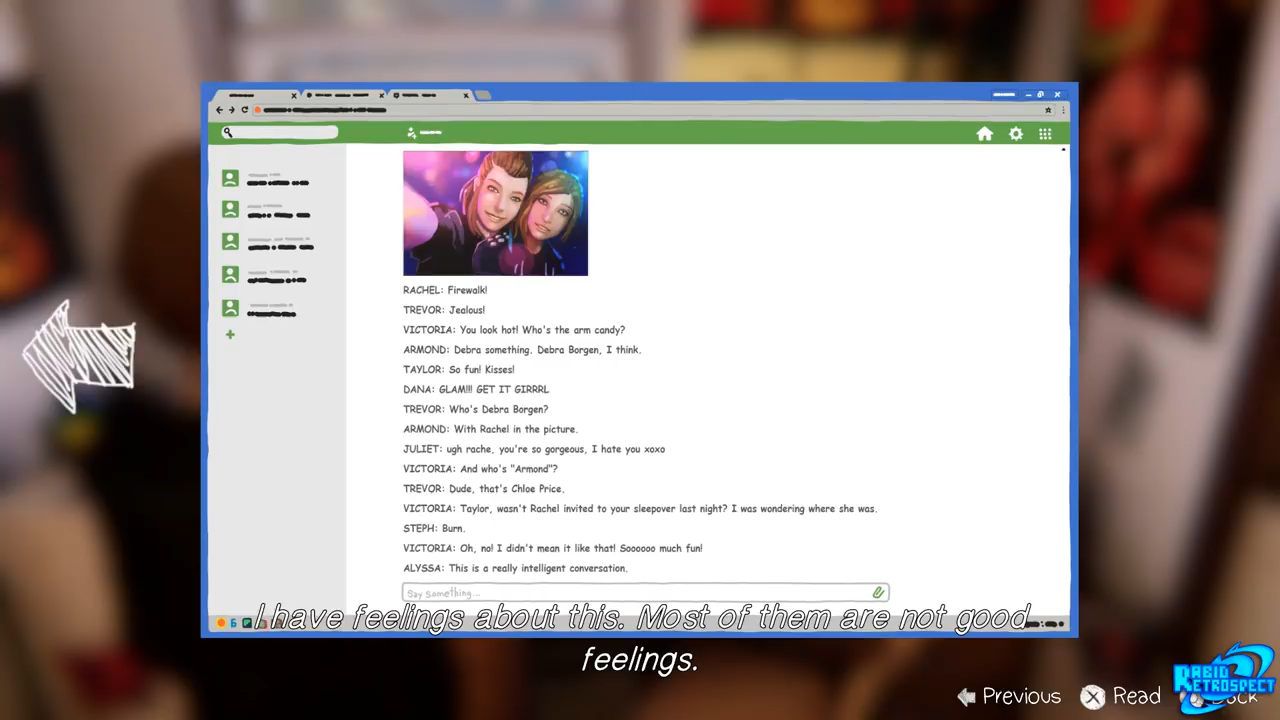 RACHEL: Firewalk!
TREVOR: Jealous!
VICTORIA: You look hot! Who's the arm candy?
ARMOND: Debra something. Debra Borgen, I think.
TAYLOR: So fun! Kisses!
DANA: GLAM!!! GET IT GIRRRL
TREVOR: Who's Debra Borgen?
ARMOND: With Rachel in the picture.
JULIET: ugh rache, you're so gorgeous, I hate you xoxo
VICTORIA: And who's "Armond"?
TREVOR: Dude, that's Chloe Price.
VICTORIA: Taylor, wasn't Rachel invited to your sleepover last night? I was wondering where she was.
STEPH: Burn.
VICTORIA: Oh, no! I didn't mean it like that! Soooooo much fun!
ALYSSA: This is a really intelligent conversation.
Say something...
I have feelings about this. Most of them are not good
feelings.
RABID
RETROSPECT
Previous
Read